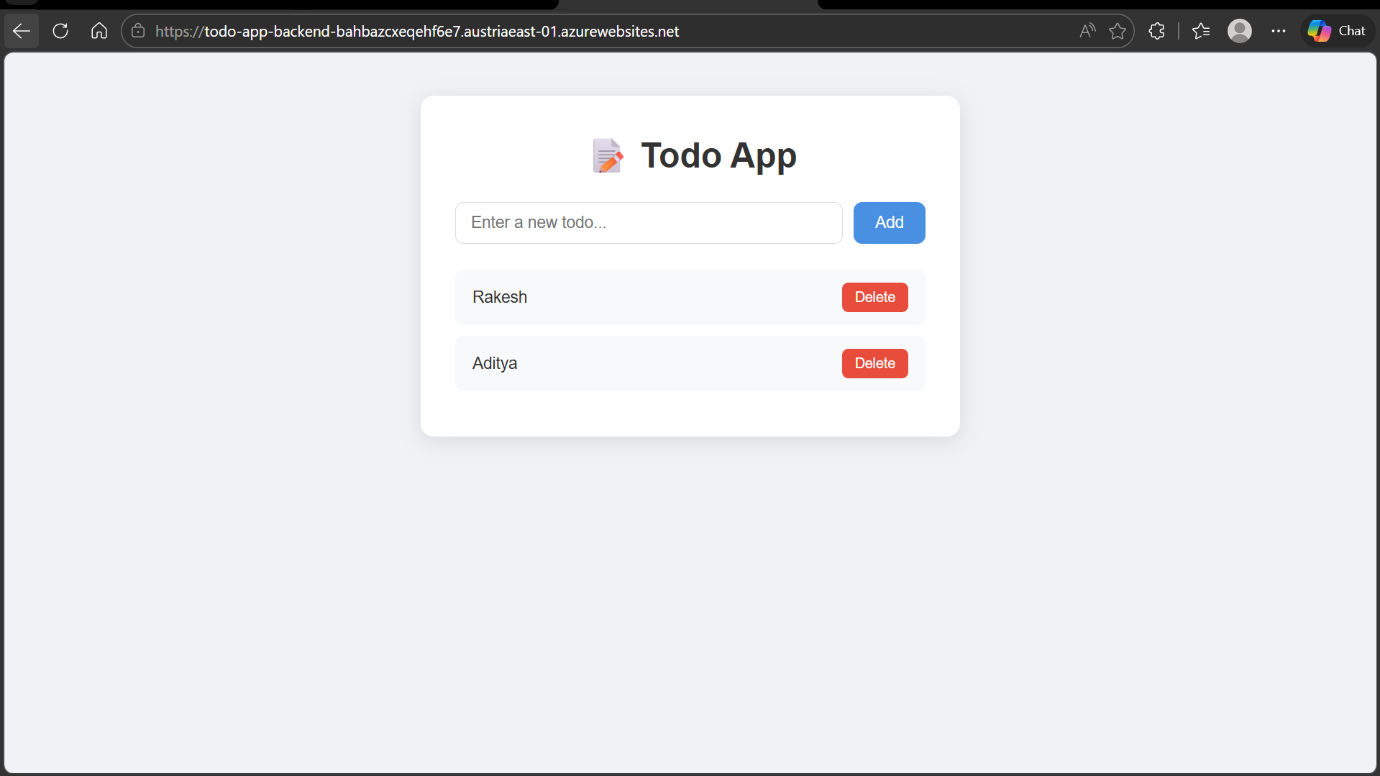 https://todo-app-backend-bahbazcxeqehf6e7.austriaeast-01.azurewebsites.net
Chat
Todo App
Enter a new todo...
Add
Rakesh
Delete
Aditya
Delete